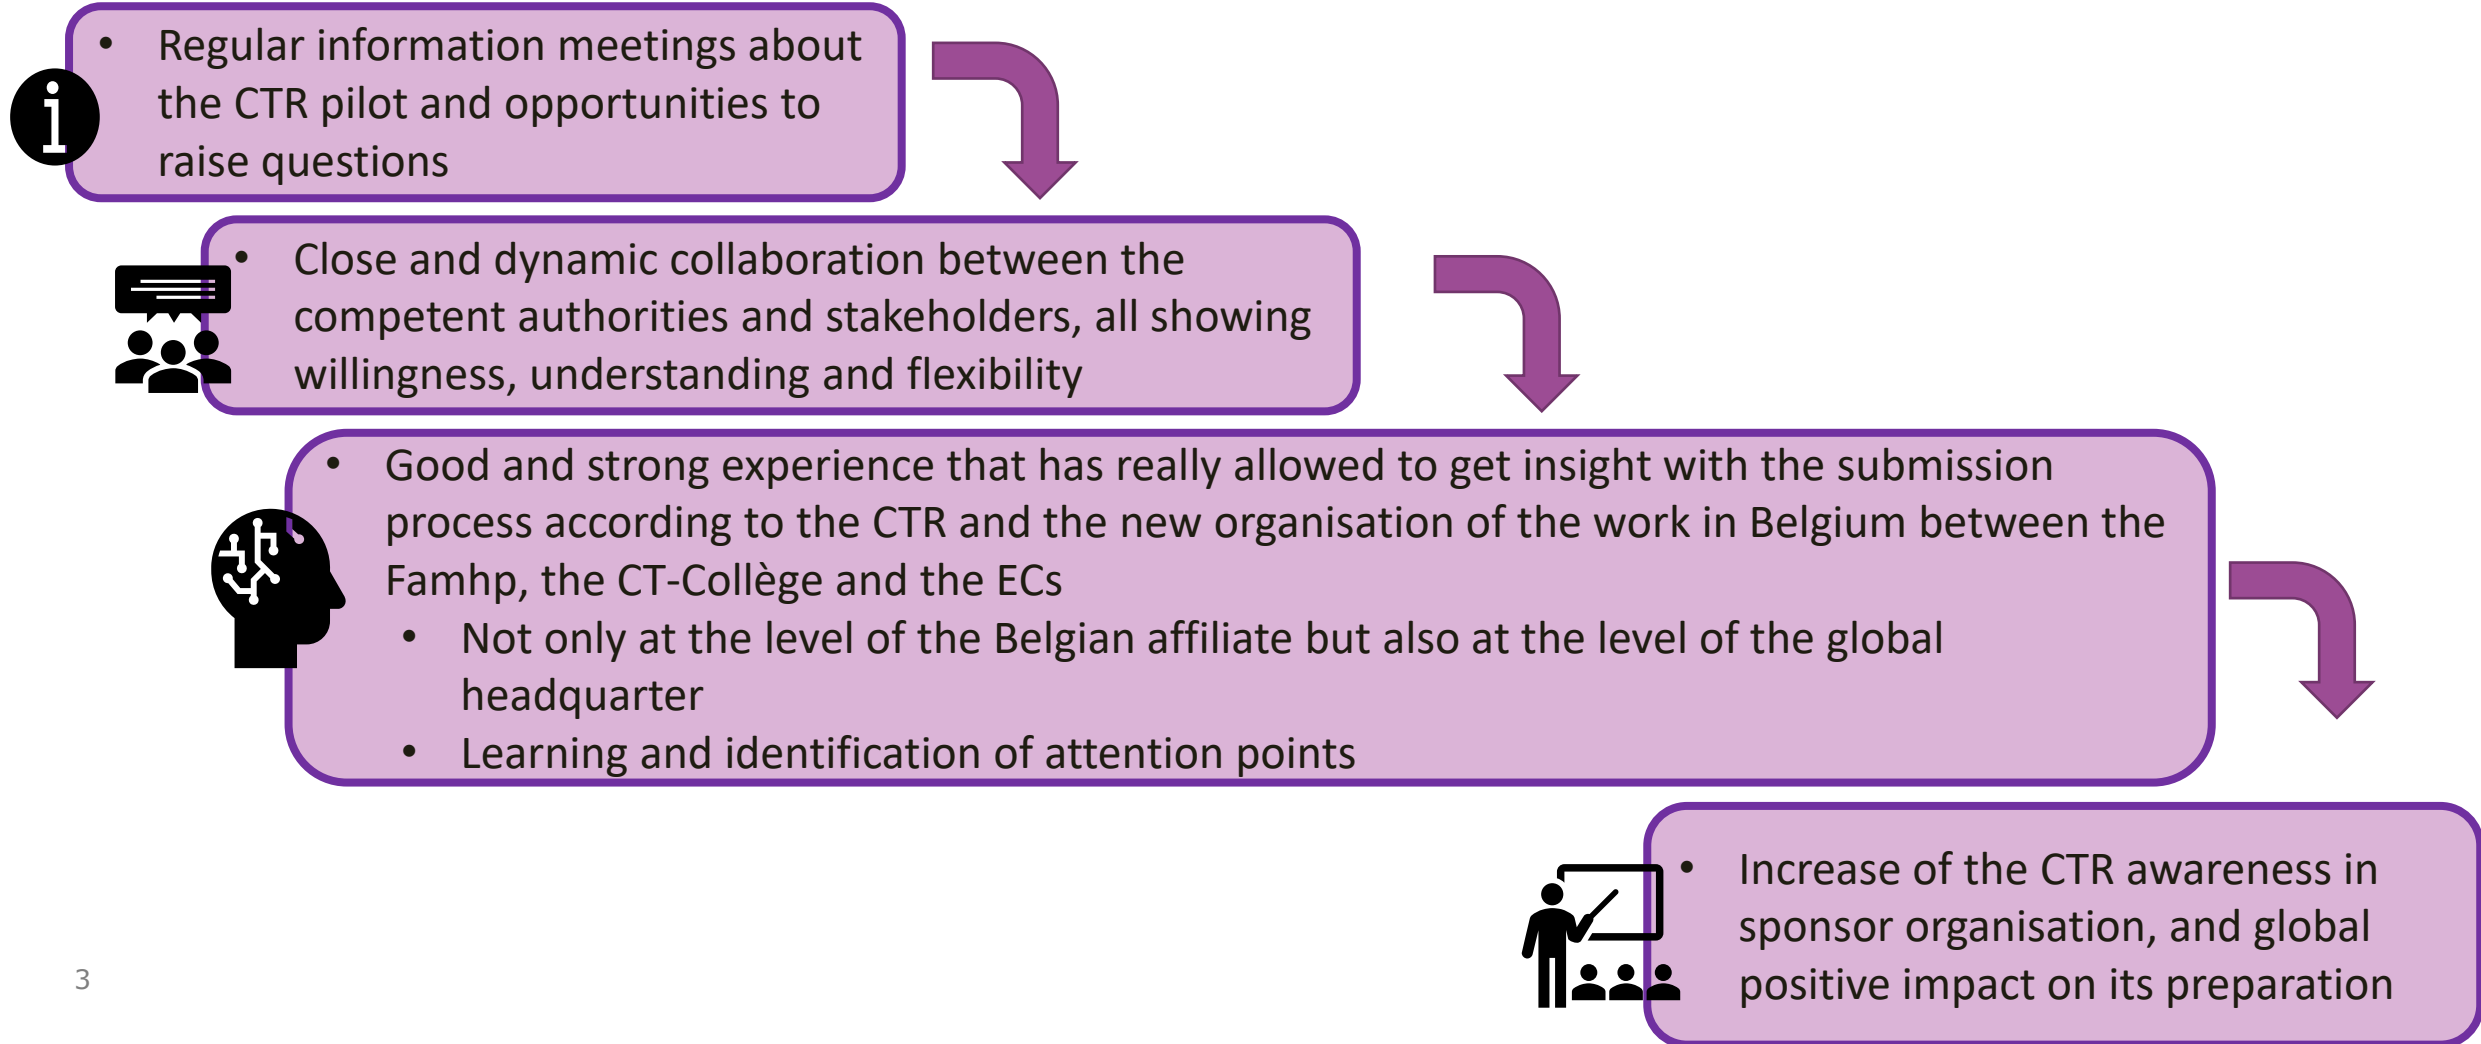 • Regular information meetings about
the CTR pilot and opportunities to
raise questions
• Close and dynamic collaboration between the
competent authorities and stakeholders, all showing
willingness, understanding and flexibility
• Good and strong experience that has really allowed to get insight with the submission
process according to the CTR and the new organisation of the work in Belgium between the
Famhp, the CT-Collège and the ECs
• Not only at the level of the Belgian affiliate but also at the level of the global
headquarter
• Learning and identification of attention points
• Increase of the CTR awareness in
sponsor organisation, and global
positive impact on its preparation
3